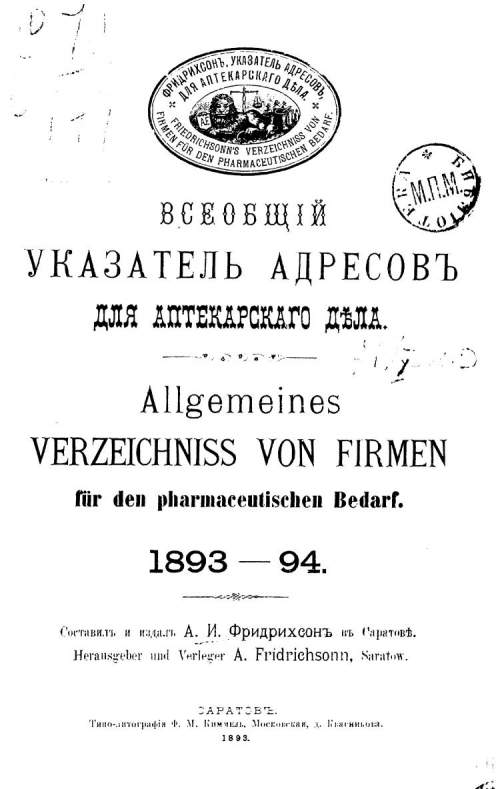 ФРИДРИХСОНЪ, УКАЗАТЕЛЬ АДРЕСОВЪ,
ДЛЯ АПТЕКАРСКАГО ДѢЛА.
FRIEDRICHSONN'S VERZEICHNISS VON
FIRMEN FÜR DEN PHARMACEUTISCHEN BEDARF.
БИБЛІОТЕКА
М.П.М.
ВСЕОБЩІЙ
УКАЗАТЕЛЬ АДРЕСОВЪ
ДЛЯ АПТЕКАРСКАГО ДѢЛА.
Allgemeines
VERZEICHNISS VON FIRMEN
für den pharmaceutischen Bedarf.
1893 — 94.
Составилъ и издалъ А. И. Фридрихсонъ въ Саратовѣ.
Herausgeber und Verleger A. Fridrichsonn, Saratow.
САРАТОВЪ.
Типо-литографія Ф. М. Киммель, Московская, д. Квасникова.
1893.